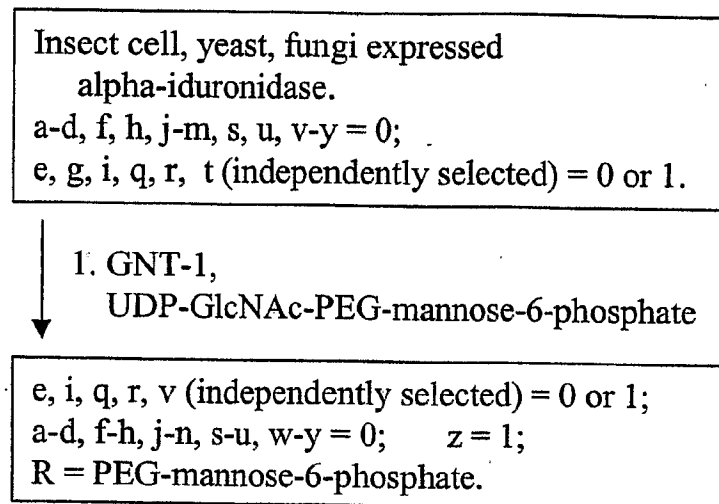 Insect cell, yeast, fungi expressed
alpha-iduronidase.
a-d, f, h, j-m, s, u, v-y = 0;
e, g, i, q, r, t (independently selected) = 0 or 1.
1. GNT-1,
UDP-GlcNAc-PEG-mannose-6-phosphate
e, i, q, r, v (independently selected) = 0 or 1;
a-d, f-h, j-n, s-u, w-y = 0; z = 1;
R = PEG-mannose-6-phosphate.